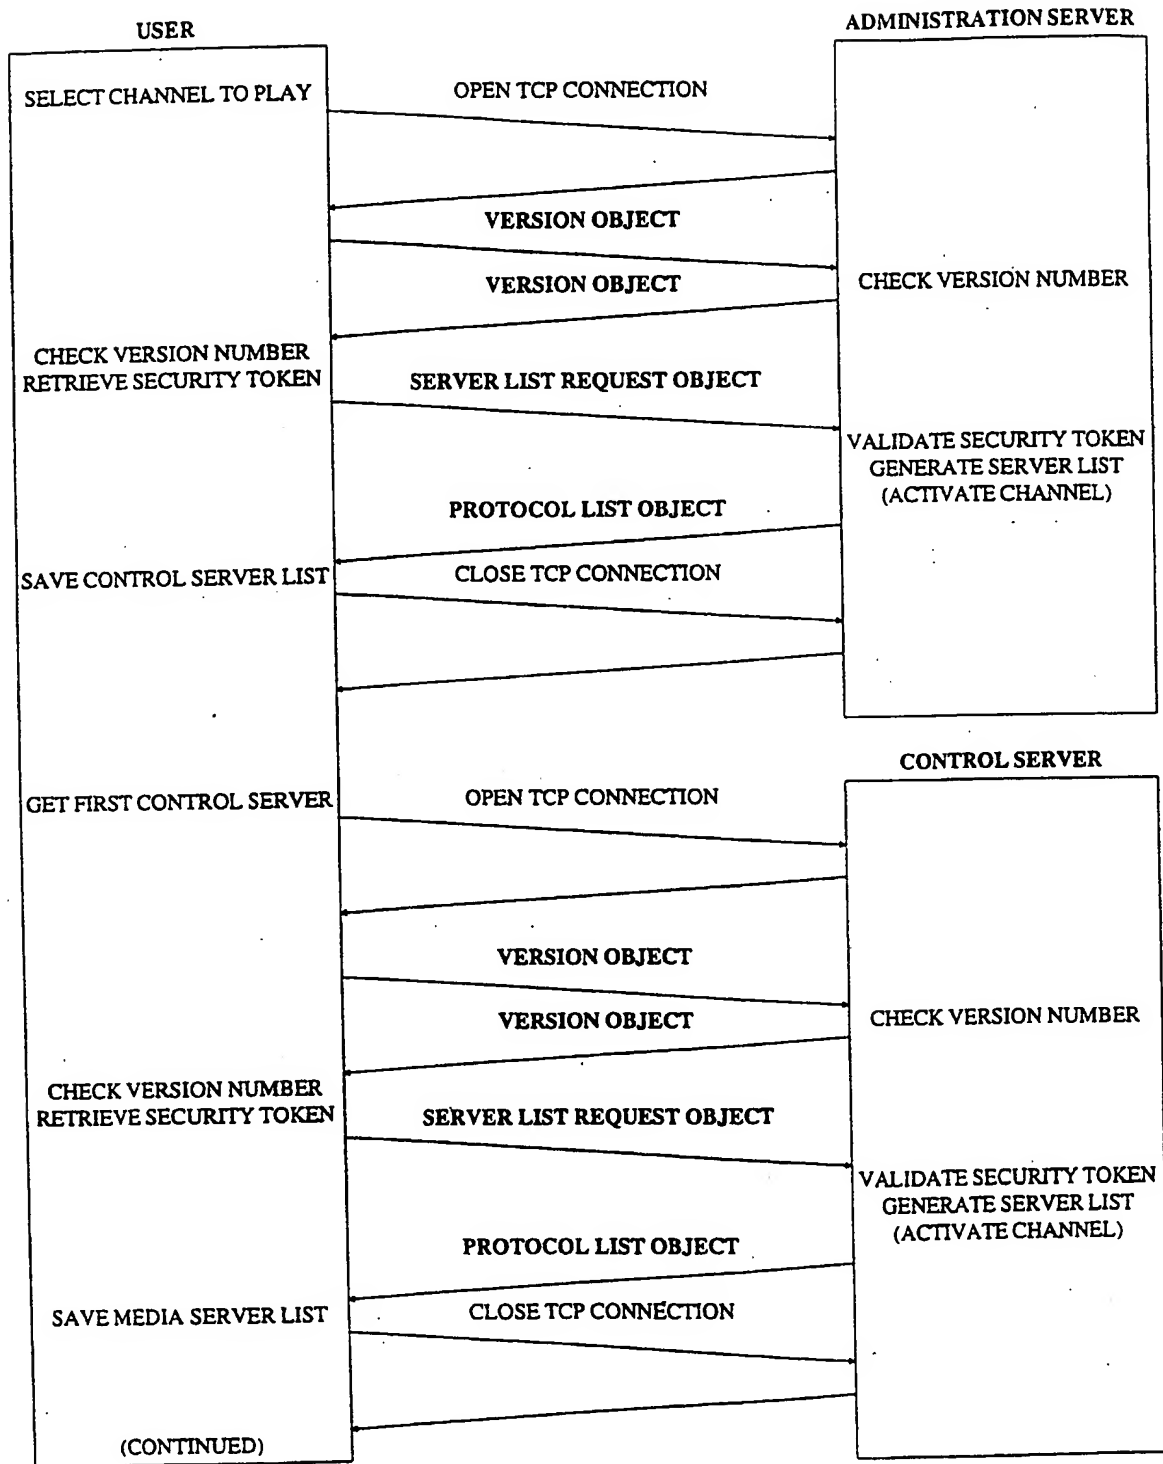 USER
ADMINISTRATION SERVER
SELECT CHANNEL TO PLAY
OPEN TCP CONNECTION
VERSION OBJECT
VERSION OBJECT
CHECK VERSION NUMBER
CHECK VERSION NUMBER
RETRIEVE SECURITY TOKEN
SERVER LIST REQUEST OBJECT
VALIDATE SECURITY TOKEN
GENERATE SERVER LIST
(ACTIVATE CHANNEL)
PROTOCOL LIST OBJECT
SAVE CONTROL SERVER LIST
CLOSE TCP CONNECTION
CONTROL SERVER
GET FIRST CONTROL SERVER
OPEN TCP CONNECTION
VERSION OBJECT
VERSION OBJECT
CHECK VERSION NUMBER
CHECK VERSION NUMBER
RETRIEVE SECURITY TOKEN
SERVER LIST REQUEST OBJECT
VALIDATE SECURITY TOKEN
GENERATE SERVER LIST
(ACTIVATE CHANNEL)
PROTOCOL LIST OBJECT
SAVE MEDIA SERVER LIST
CLOSE TCP CONNECTION
(CONTINUED)